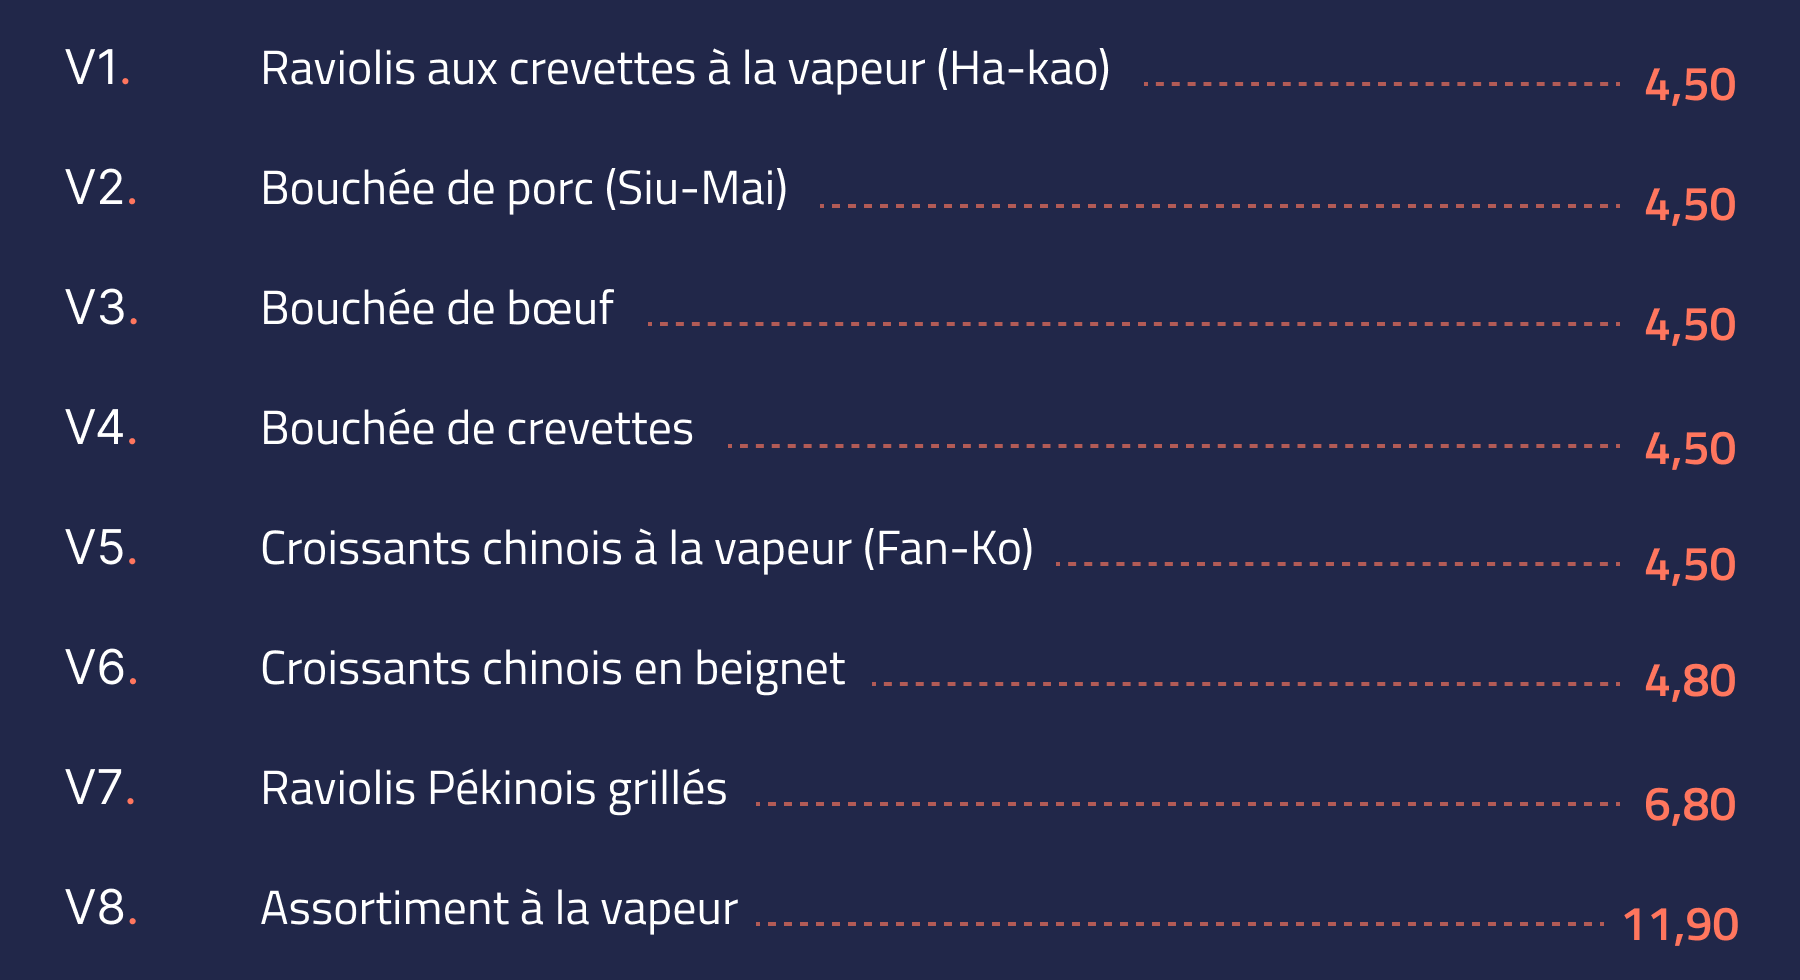 V1. Raviolis aux crevettes à la vapeur (Ha-kao) 4,50
V2. Bouchée de porc (Siu-Mai) 4,50
V3. Bouchée de bœuf 4,50
V4. Bouchée de crevettes 4,50
V5. Croissants chinois à la vapeur (Fan-Ko) 4,50
V6. Croissants chinois en beignet 4,80
V7. Raviolis Pékinois grillés 6,80
V8. Assortiment à la vapeur 11,90